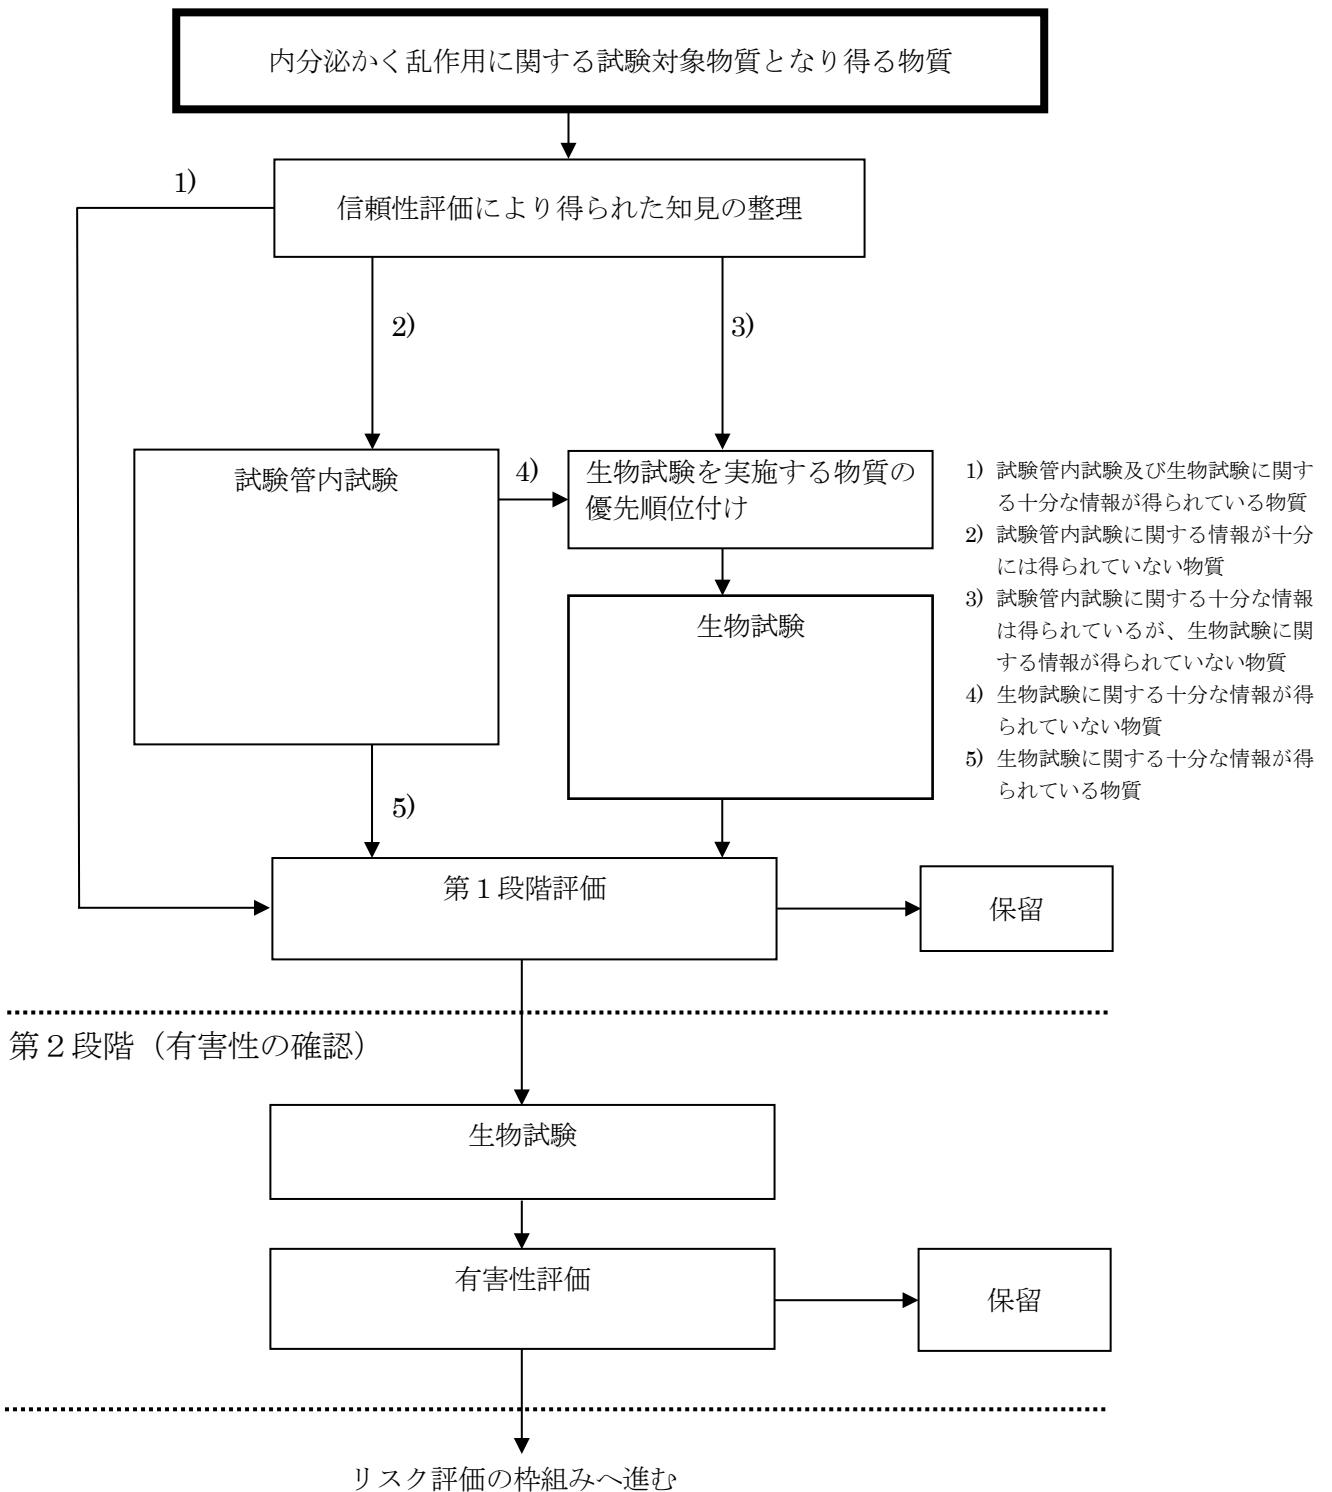 内分泌かく乱作用に関する試験対象物質となり得る物質
1)
信頼性評価により得られた知見の整理
2)
3)
試験管内試験
4)
生物試験を実施する物質の
優先順位付け
生物試験
1) 試験管内試験及び生物試験に関す
る十分な情報が得られている物質
2) 試験管内試験に関する情報が十分
には得られていない物質
3) 試験管内試験に関する十分な情報
は得られているが、生物試験に関
する情報が得られていない物質
4) 生物試験に関する十分な情報が得
られていない物質
5) 生物試験に関する十分な情報が得
られている物質
5)
第１段階評価
保留
第２段階（有害性の確認）
生物試験
有害性評価
保留
リスク評価の枠組みへ進む